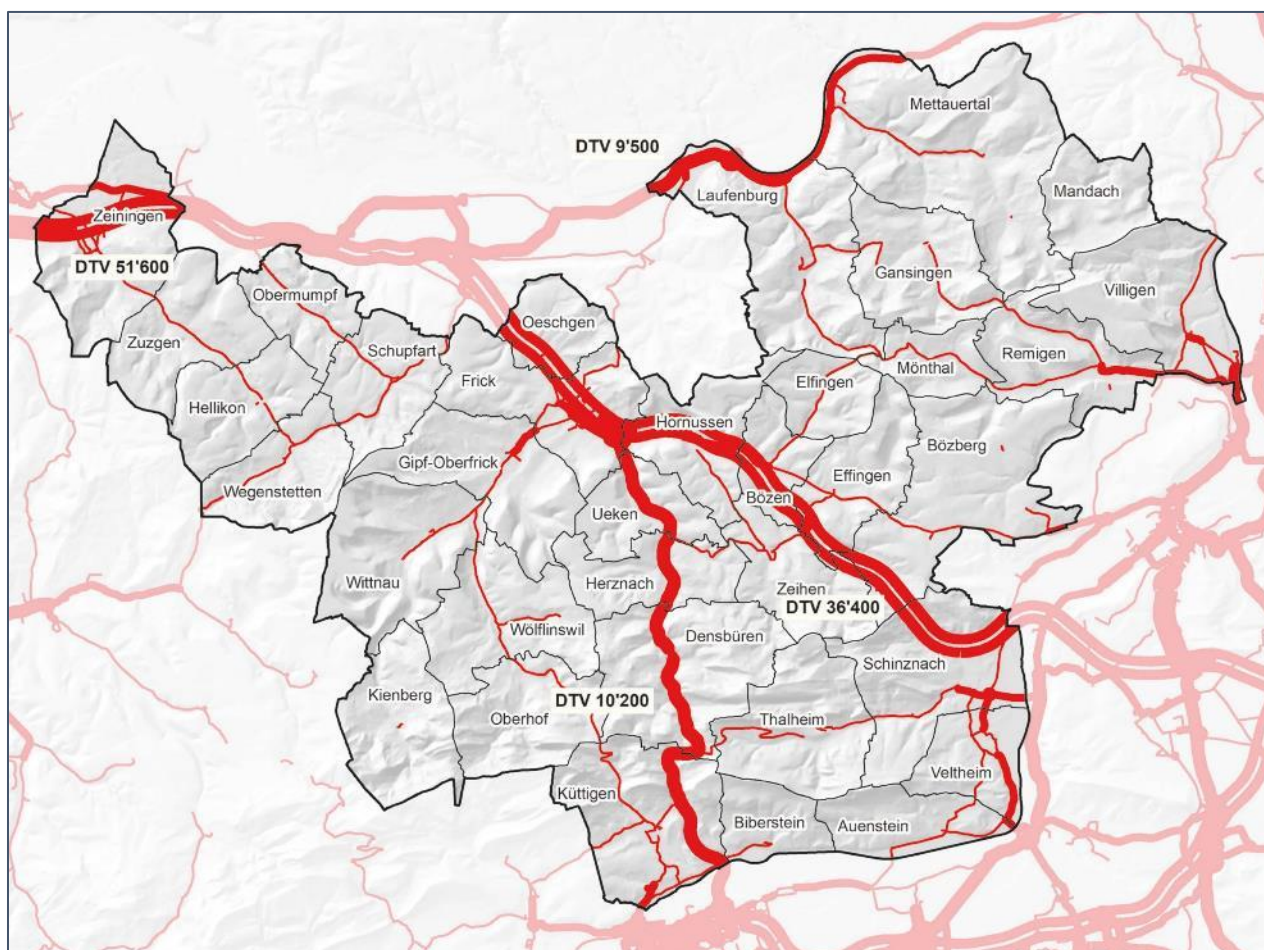 Mettauertal
DTV 9'500
Laufenburg
Mandach
Zeiningen
DTV 51'600
Gansingen
Villigen
Obermumpf
Oeschgen
Zuzgen
Schupfart
Frick
Mönthal
Remigen
Elfingen
Hellikon
Hornussen
Bözberg
Gipf-Oberfrick
Effingen
Wegenstetten
Bözen
Ueken
Wittnau
Herznach
Zeihen
DTV 36'400
Wölflinswil
Densbüren
Schinznach
Kienberg
DTV 10'200
Oberhof
Thalheim
Veltheim
Küttigen
Biberstein
Auenstein